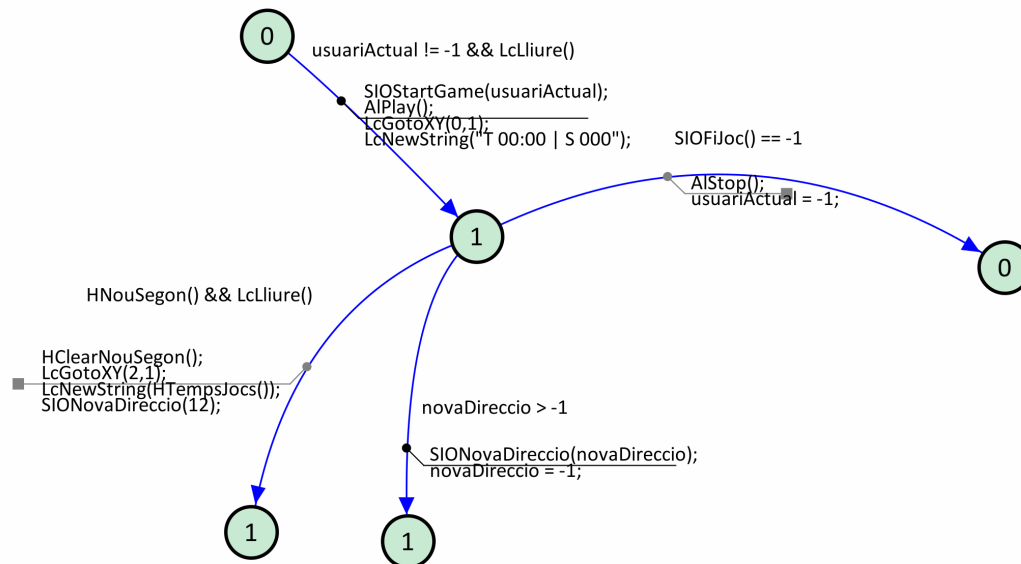 0
usuariActual != -1 && LcLliure()
SIOStartGame(usuariActual);
AlPlay();
LcGotoXY(0,1);
LcNewString("T 00:00 | S 000");
SIOFiJoc() == -1
AlStop();
usuariActual = -1;
1
0
HNouSegon() && LcLliure()
HClearNouSegon();
LcGotoXY(2,1);
LcNewString(HTempsJocs());
SIONovaDireccio(12);
novaDireccio > -1
SIONovaDireccio(novaDireccio);
novaDireccio = -1;
1
1